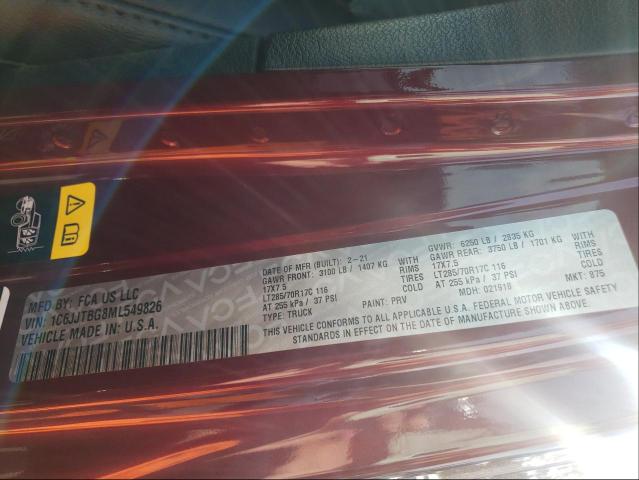 MFD BY: FCA US LLC
VIN: 1C6JJTBG8ML549826
VEHICLE MADE IN: U.S.A.
DATE OF MFR (BUILT): 2-21
GAWR FRONT: 3100 LB / 1407 KG
17X7.5 RIMS
LT285/70R17C 116 TIRES
AT 255 kPa / 37 PSI COLD
TYPE: TRUCK PAINT: PRV
GVWR: 6250 LB / 2835 KG
GAWR REAR: 3750 LB / 1701 KG
17X7.5 RIMS
LT285/70R17C 116 TIRES
AT 255 kPa / 37 PSI COLD
MDH: 021918 MKT: 875
THIS VEHICLE CONFORMS TO ALL APPLICABLE U.S.A. FEDERAL MOTOR VEHICLE
SAFETY STANDARDS IN EFFECT ON THE DATE OF MANUFACTURE SHOWN ABOVE.